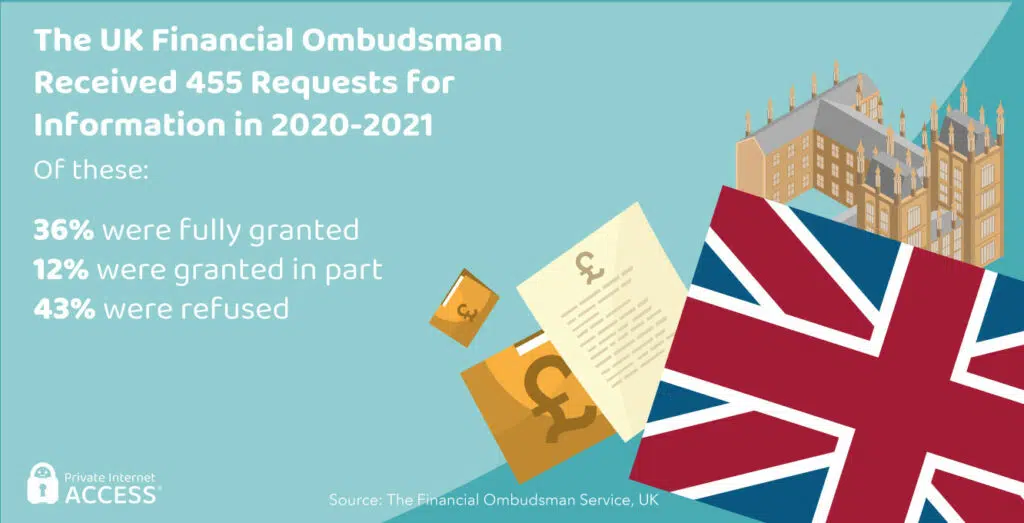 The UK Financial Ombudsman
Received 455 Requests for
Information in 2020-2021
Of these:
36% were fully granted
12% were granted in part
43% were refused
£
£
£
Private Internet
ACCESS®
Source: The Financial Ombudsman Service, UK